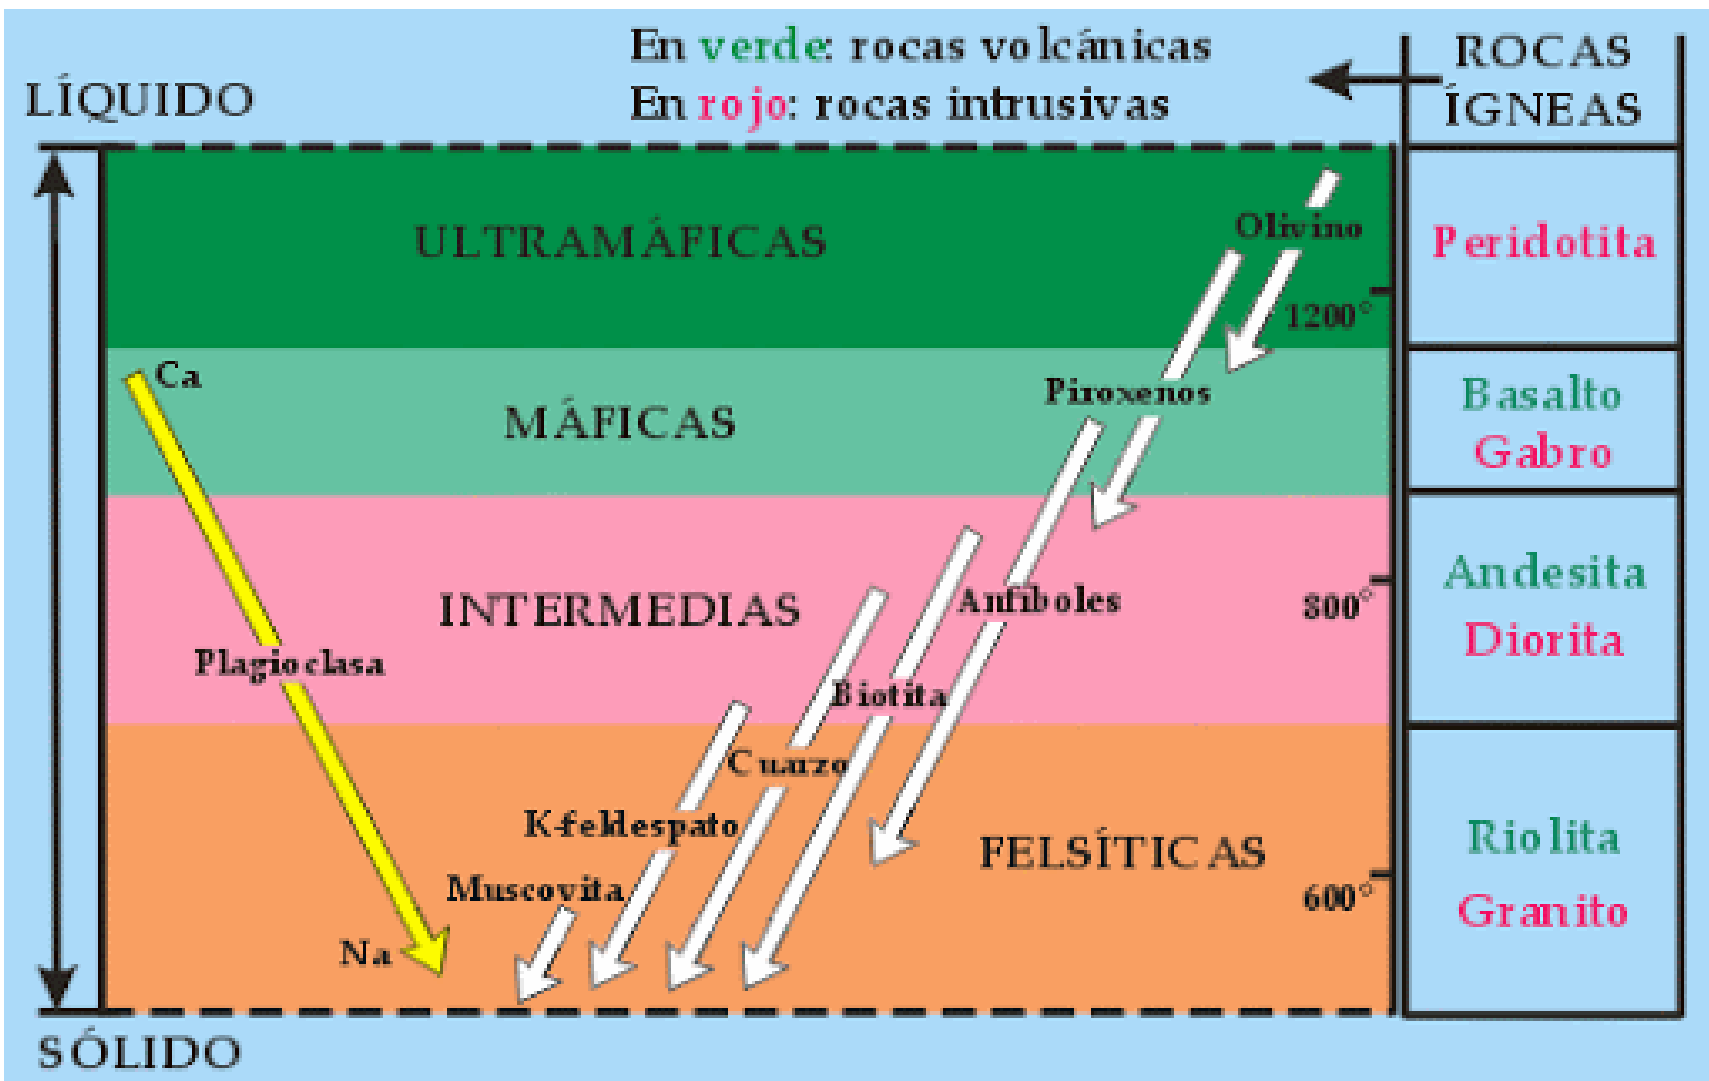 En verde: rocas volcánicas
En rojo: rocas intrusivas
ROCAS
ÍGNEAS
LÍQUIDO
ULTRAMÁFICAS
Olivino
1200°
Peridotita
Ca
MÁFICAS
Piroxenos
Basalto
Gabro
INTERMEDIAS
Plagioclasa
Anfiboles
Biotita
800°
Andesita
Diorita
Cuarzo
K-feldespato
Muscovita
Na
FELSÍTICAS
600°
Riolita
Granito
SÓLIDO